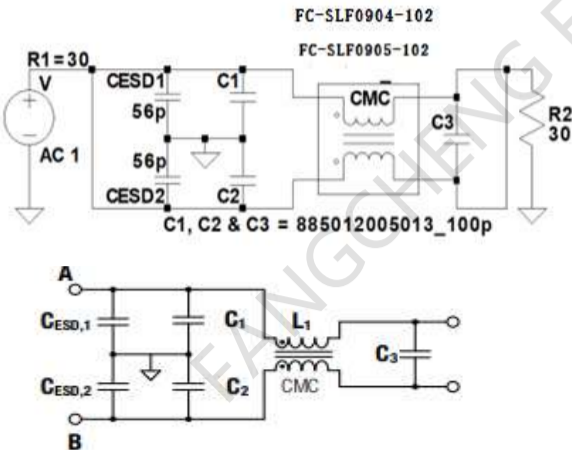 FC-SLF0904-102
FC-SLF0905-102
R1=30
V
AC 1
CESD1
56p
56p
CESD2
C1
C2
CMC
C3
R2
30
C1, C2 & C3 = 885012005013_100p
FANGCHENG
A
CESD,1
CESD,2
B
C1
C2
L1
CMC
C3